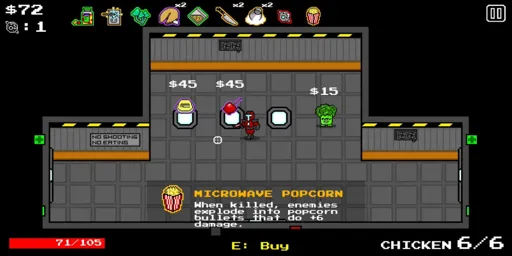 $72
x2
x2
x2
: 1
$45
$45
$15
NO SHOOTING
NO EATING
MICROWAVE POPCORN
When killed, enemies
explode into popcorn
bullets that do +6
damage.
71/105
E: Buy
CHICKEN 6/6